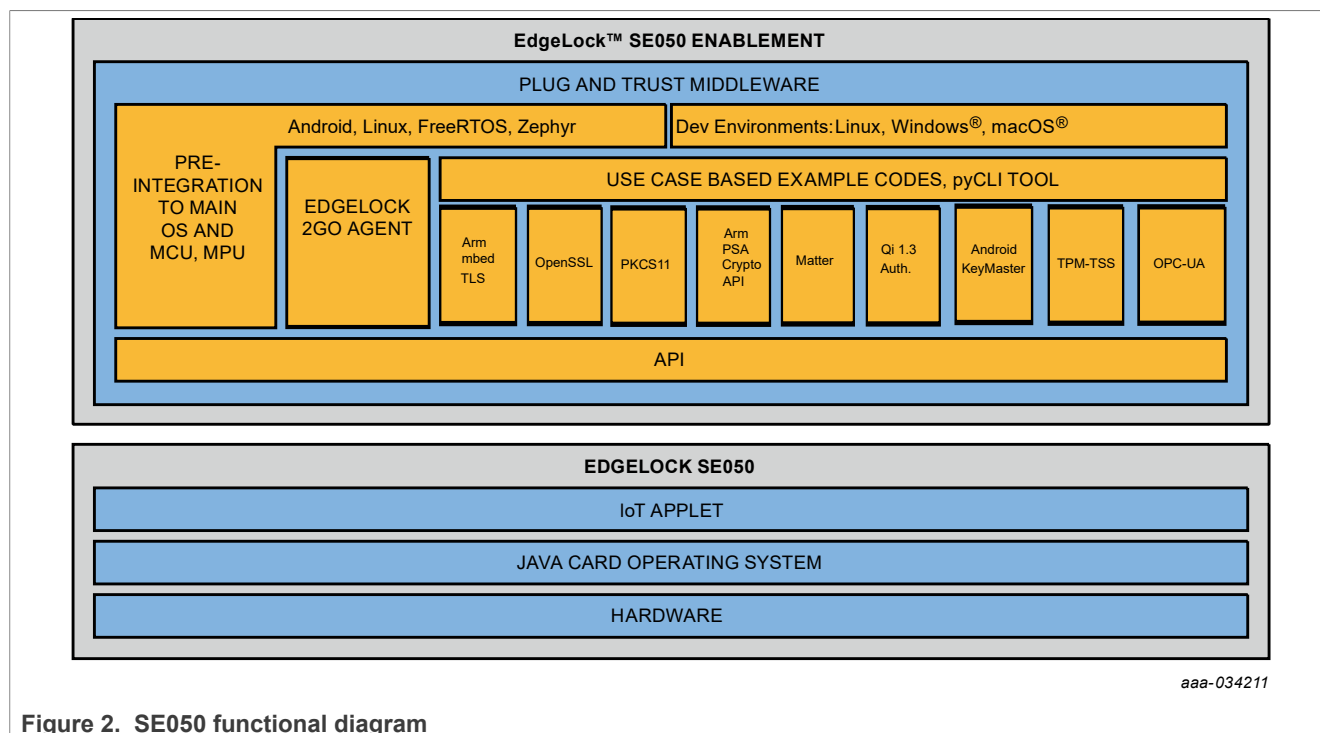 EdgeLock™ SE050 ENABLEMENT
PLUG AND TRUST MIDDLEWARE
Android, Linux, FreeRTOS, Zephyr
Dev Environments:Linux, Windows®, macOS®
PRE-
INTEGRATION
TO MAIN
OS AND
MCU, MPU
EDGELOCK
2GO AGENT
USE CASE BASED EXAMPLE CODES, pyCLI TOOL
Arm
mbed
TLS
OpenSSL
PKCS11
Arm
PSA
Crypto
API
Matter
Qi 1.3
Auth.
Android
KeyMaster
TPM-TSS
OPC-UA
API
EDGELOCK SE050
IoT APPLET
JAVA CARD OPERATING SYSTEM
HARDWARE
aaa-034211
Figure 2. SE050 functional diagram